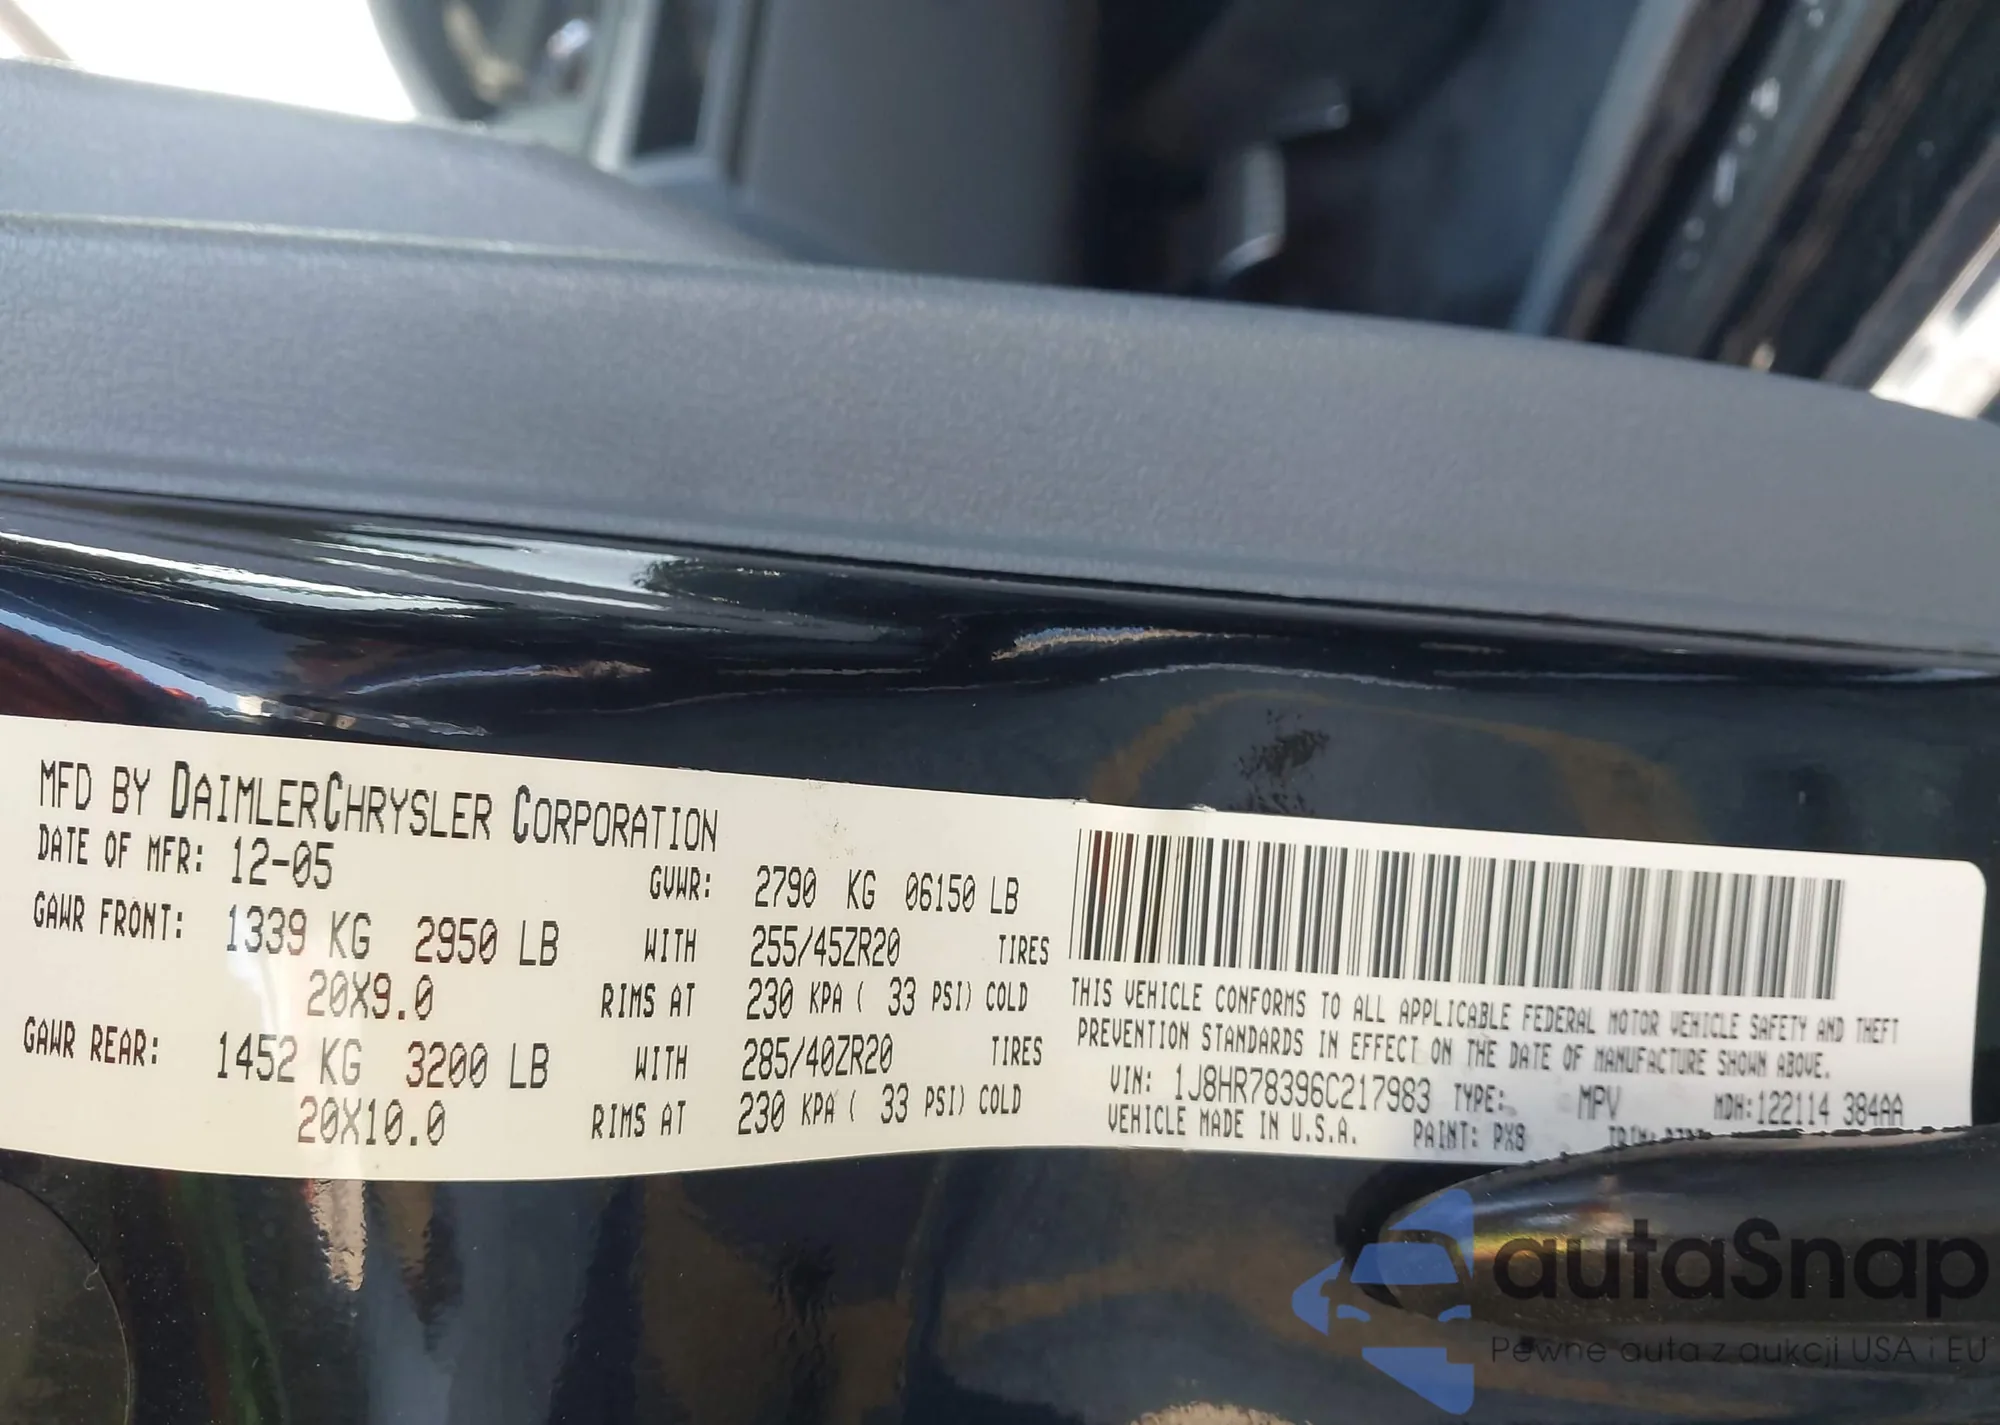 MFD BY DAIMLERCHRYSLER CORPORATION
DATE OF MFR: 12-05 GVWR: 2790 KG 06150 LB
GAWR FRONT: 1339 KG 2950 LB WITH 255/45ZR20 TIRES
20X9.0 RIMS AT 230 KPA ( 33 PSI) COLD
GAWR REAR: 1452 KG 3200 LB WITH 285/40ZR20 TIRES
20X10.0 RIMS AT 230 KPA ( 33 PSI) COLD
THIS VEHICLE CONFORMS TO ALL APPLICABLE FEDERAL MOTOR VEHICLE SAFETY AND THEFT
PREVENTION STANDARDS IN EFFECT ON THE DATE OF MANUFACTURE SHOWN ABOVE.
VIN: 1J8HR78396C217983 TYPE: MPV MDH:122114 384AA
VEHICLE MADE IN U.S.A. PAINT: PX8 TRIM:
autaSnap
Pewne auta z aukcji USA i EU